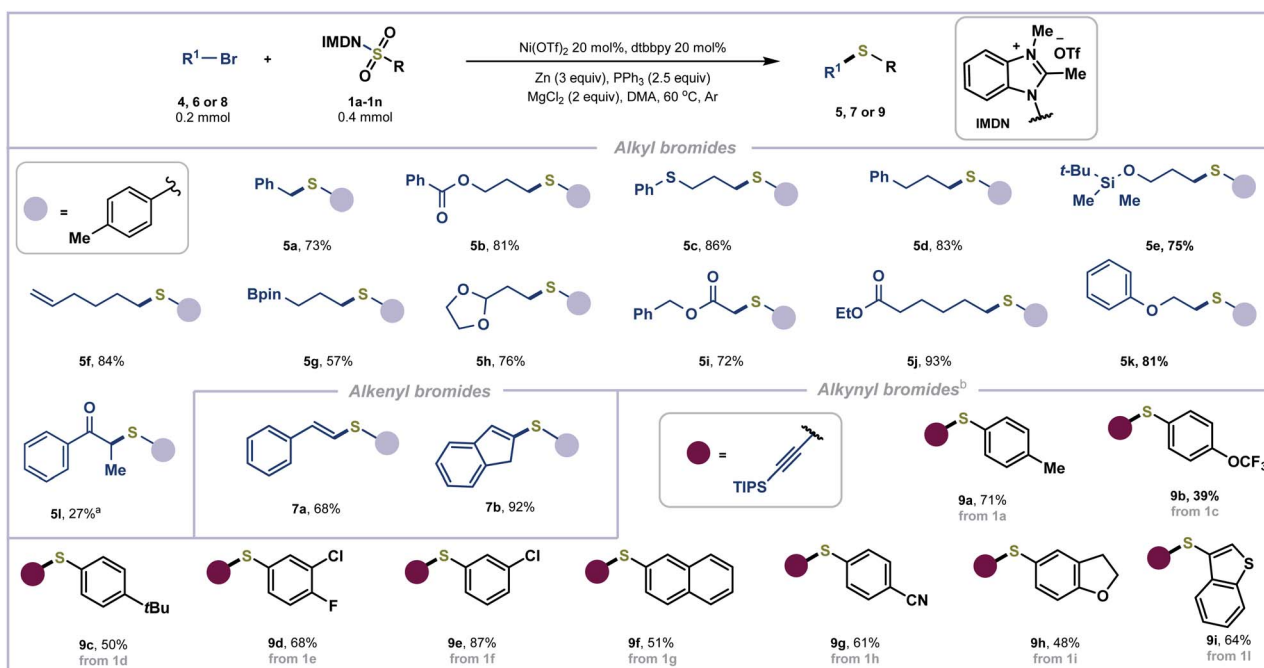 R¹–Br + IMDN S O O R
4, 6 or 8
0.2 mmol
1a-1n
0.4 mmol
Ni(OTf)₂ 20 mol%, dtbbpy 20 mol%
Zn (3 equiv), PPh₃ (2.5 equiv)
MgCl₂ (2 equiv), DMA, 60 °C, Ar
R¹ S R
5, 7 or 9
Me
N
+
–
OTf
Me
N
IMDN
Alkyl bromides
=
Me
Ph S
5a, 73%
Ph O O S
5b, 81%
Ph S S
5c, 86%
Ph S
5d, 83%
t-Bu Si O S
Me Me
5e, 75%
S
5f, 84%
Bpin S
5g, 57%
O O S
5h, 76%
Ph O O S
5i, 72%
EtO O S
5j, 93%
O S
5k, 81%
O S
Me
5l, 27%ᵃ
Alkenyl bromides
S
7a, 68%
S
7b, 92%
Alkynyl bromidesᵇ
=
TIPS
S
Me
9a, 71%
from 1a
S
OCF₃
9b, 39%
from 1c
S
tBu
9c, 50%
from 1d
S Cl
F
9d, 68%
from 1e
S Cl
9e, 87%
from 1f
S
9f, 51%
from 1g
S
CN
9g, 61%
from 1h
S
O
9h, 48%
from 1i
S S
9i, 64%
from 1l